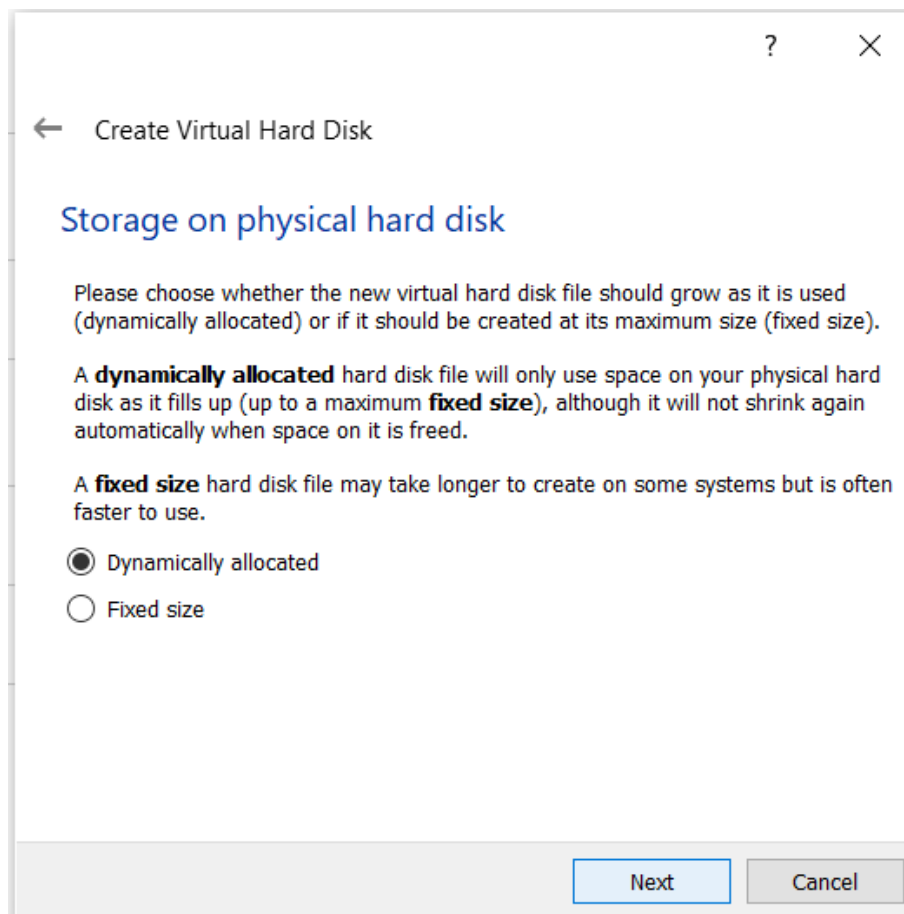 ?
Create Virtual Hard Disk
Storage on physical hard disk
Please choose whether the new virtual hard disk file should grow as it is used
(dynamically allocated) or if it should be created at its maximum size (fixed size).
A dynamically allocated hard disk file will only use space on your physical hard
disk as it fills up (up to a maximum fixed size), although it will not shrink again
automatically when space on it is freed.
A fixed size hard disk file may take longer to create on some systems but is often
faster to use.
Dynamically allocated
Fixed size
Next Cancel